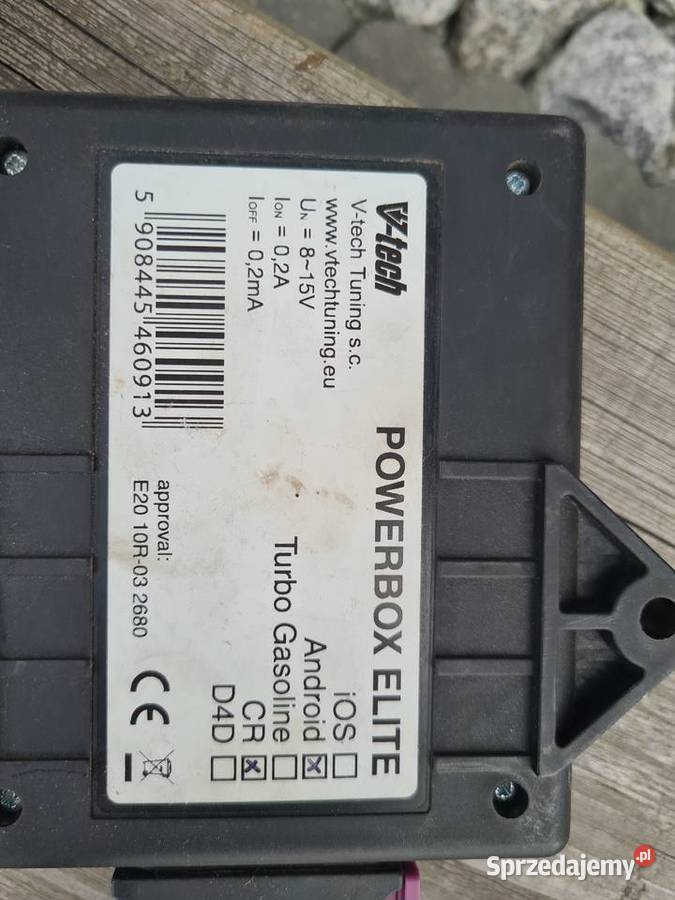 V-tech
POWERBOX ELITE
V-tech Tuning s.c.
www.vtechtuning.eu
UN = 8~15V
ION = 0,2A
IOFF = 0,2mA
iOS
Android
Turbo Gasoline
CR
D4D
5 908445 460913
approval:
E20 10R-03 2680
CE
Sprzedajemy.pl